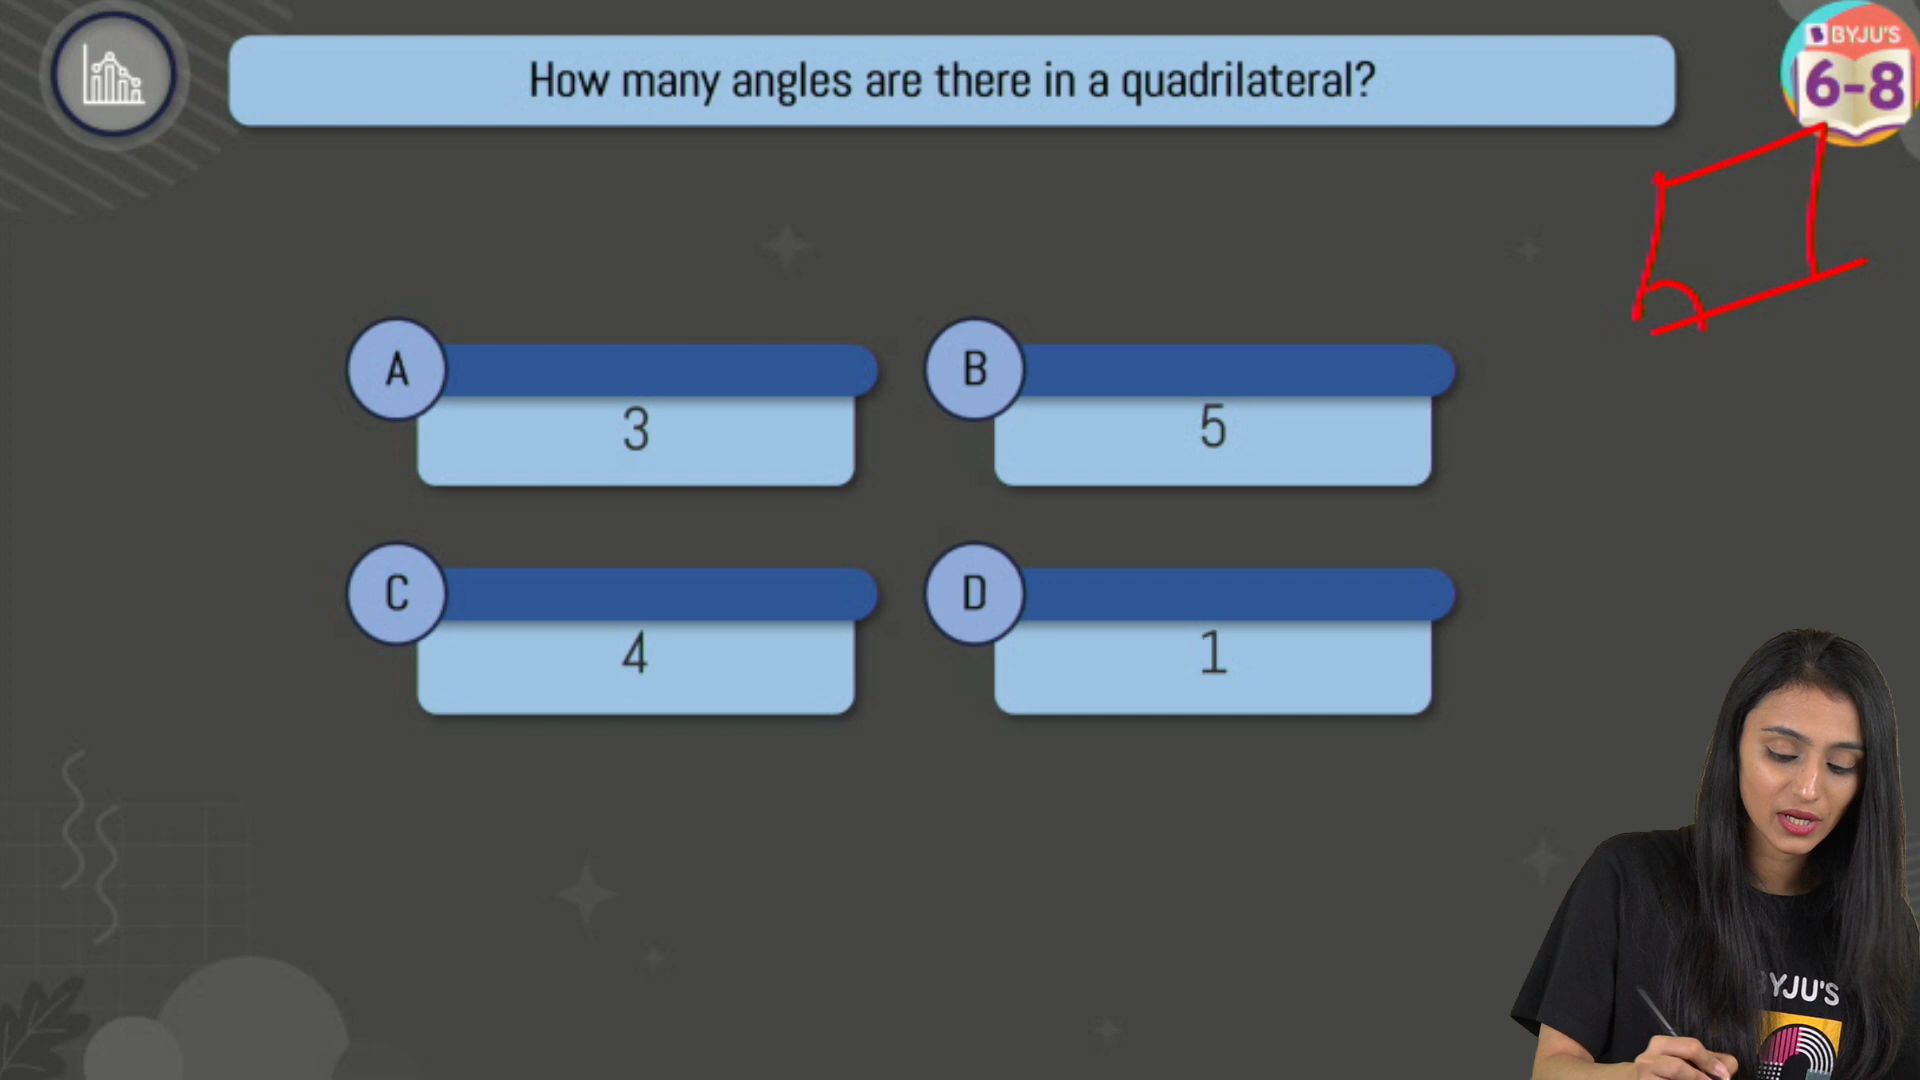 How many angles are there in a quadrilateral?
BYJU'S
6-8
A
3
B
5
C
4
D
1
BYJU'S